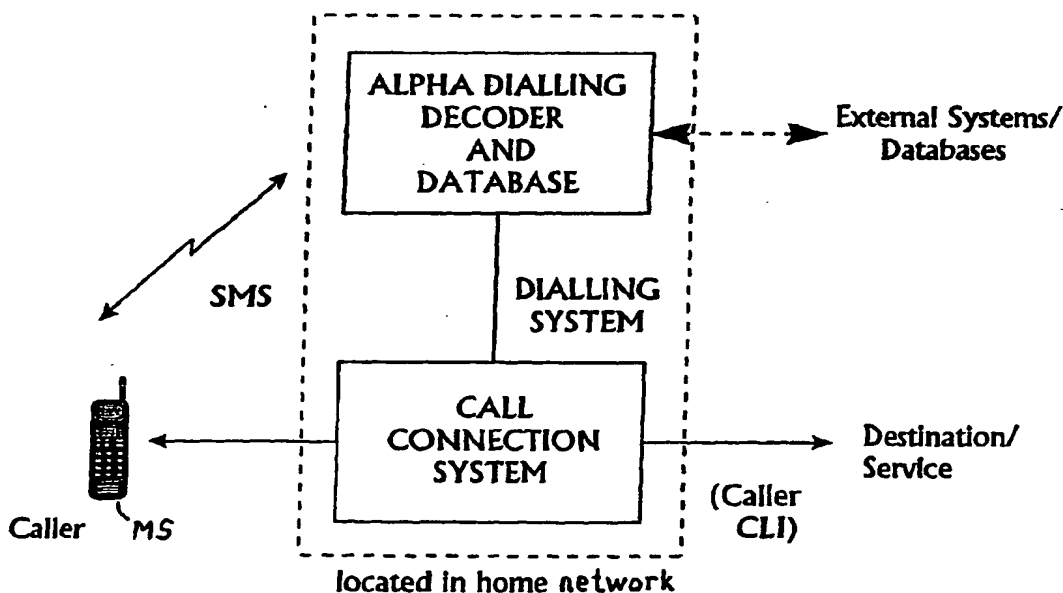 ALPHA DIALLING
DECODER
AND
DATABASE
External Systems/
Databases
SMS
DIALLING
SYSTEM
CALL
CONNECTION
SYSTEM
Destination/
Service
(Caller
CLI)
Caller
MS
located in home network